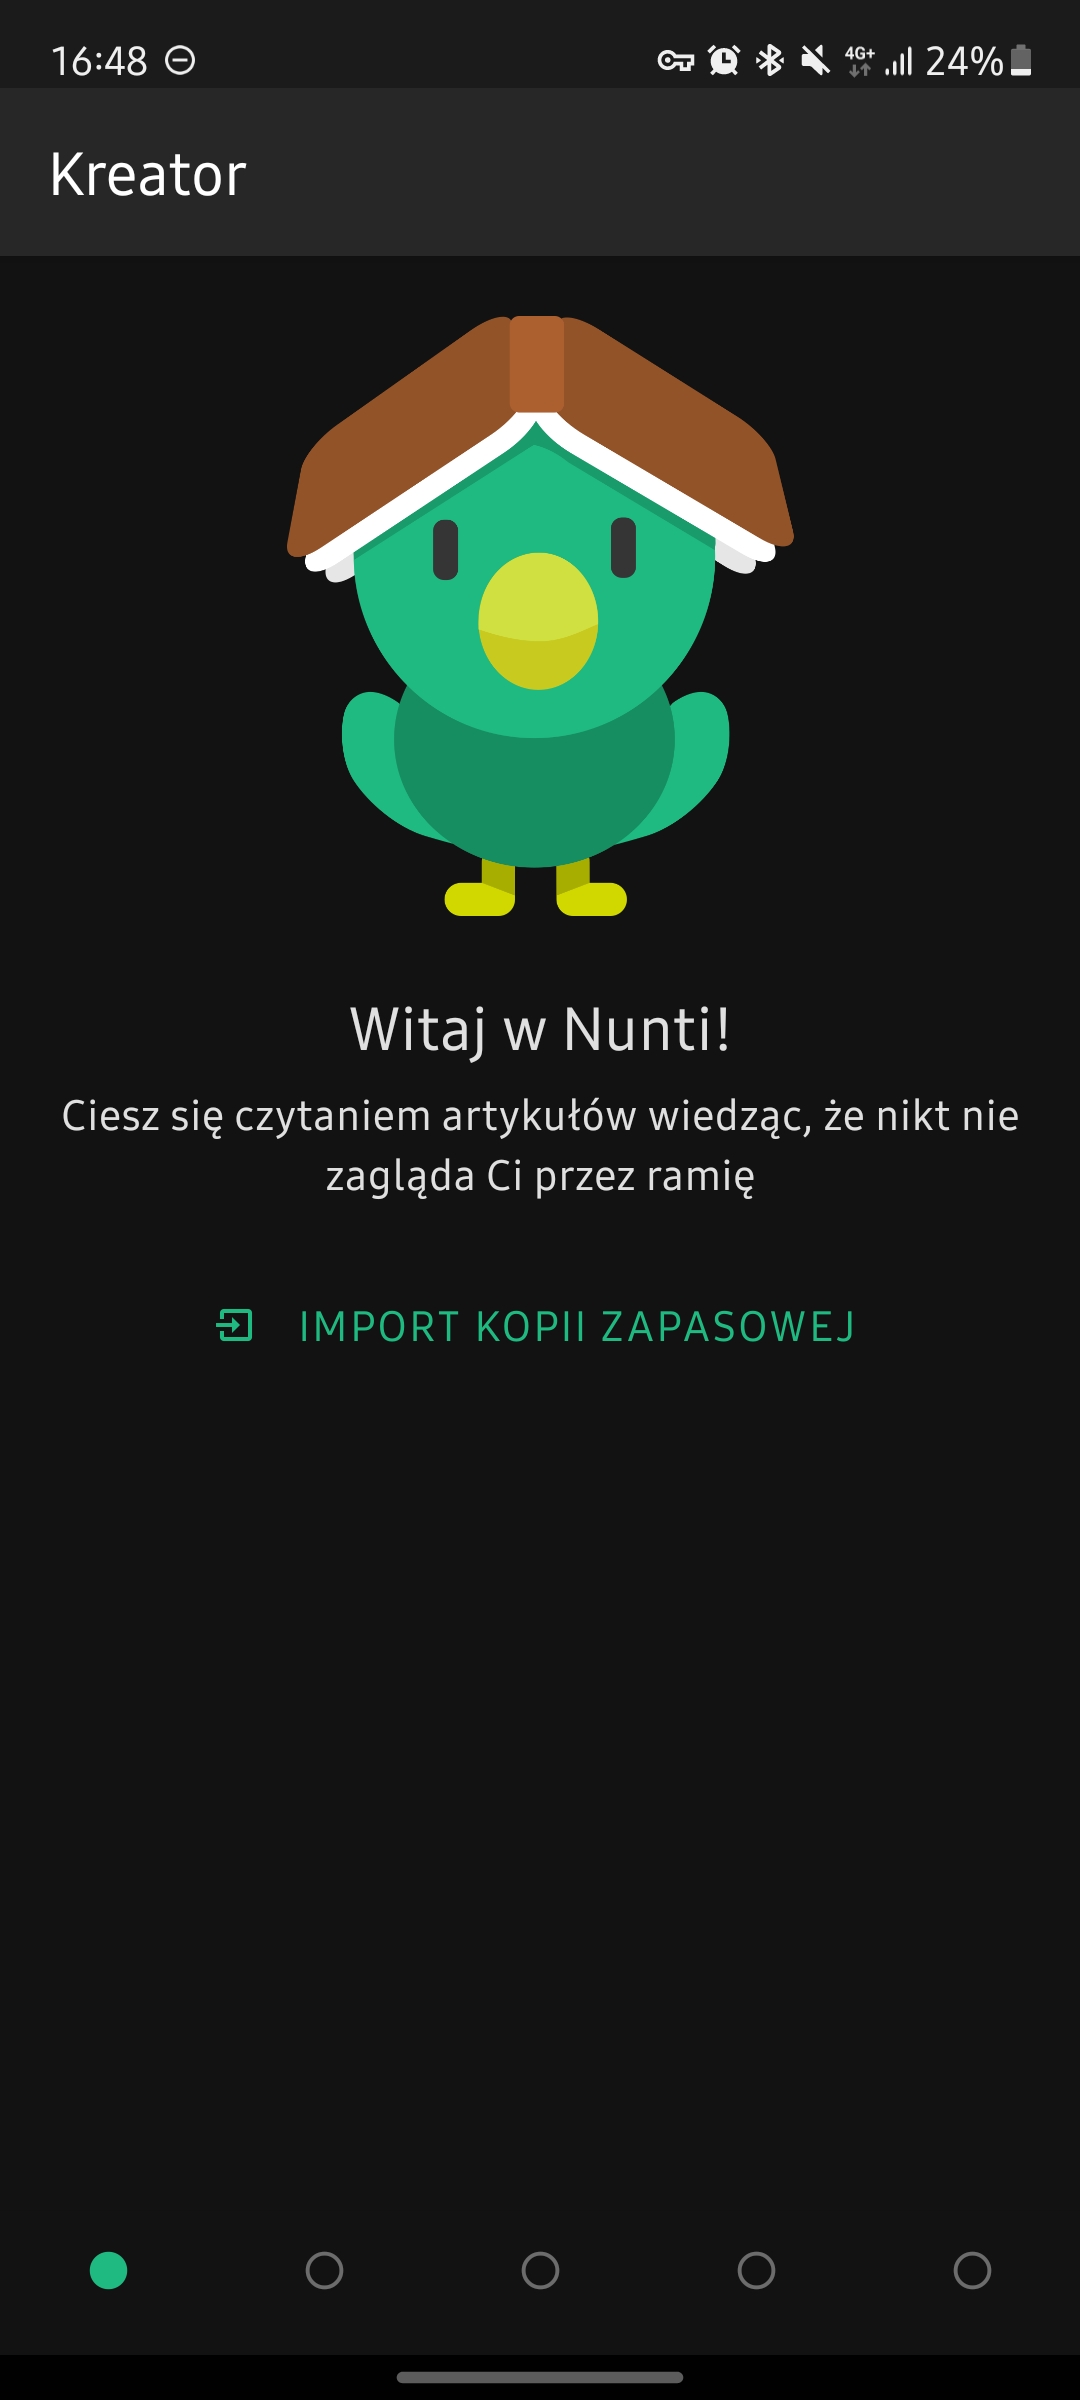 16:48
4G+ 24%
Kreator
Witaj w Nunti!
Ciesz się czytaniem artykułów wiedząc, że nikt nie
zagląda Ci przez ramię
IMPORT KOPII ZAPASOWEJ